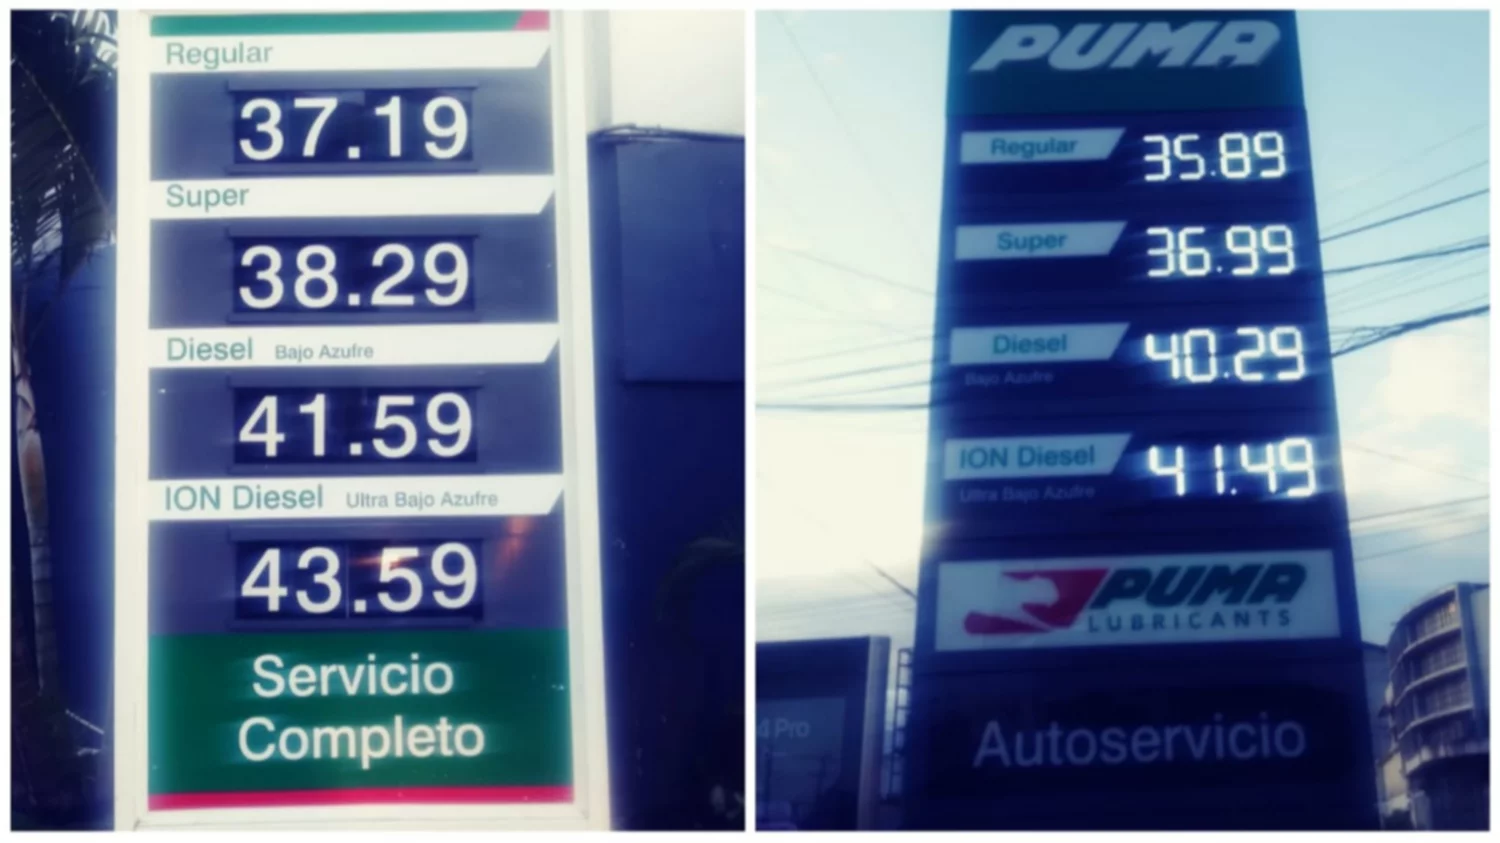 Regular
37.19
Super
38.29
Diesel Bajo Azufre
41.59
ION Diesel Ultra Bajo Azufre
43.59
Servicio
Completo
PUMA
Regular 35.89
Super 36.99
Diesel 40.29
Bajo Azufre
ION Diesel 41.49
Ultra Bajo Azufre
PUMA
LUBRICANTS
4 Pro
Autoservicio